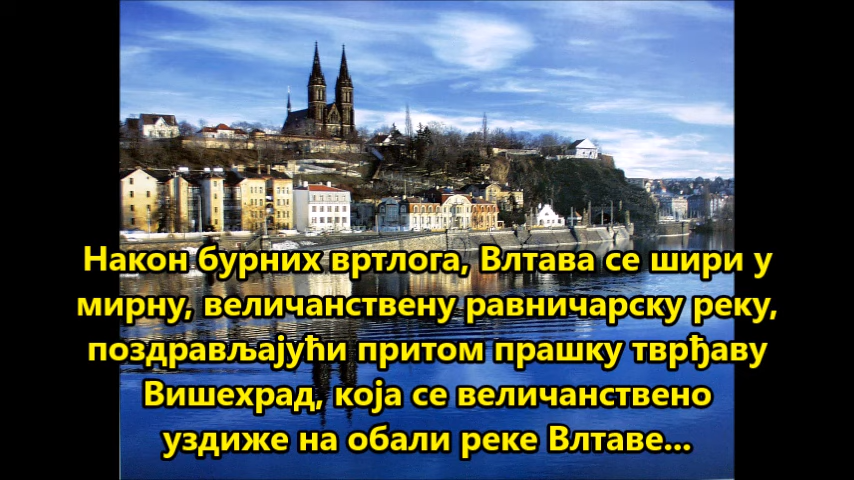 Након бурних вртлога, Влтава се шири у
мирну, величанствену равничарску реку,
поздрављајући притом прашку тврђаву
Вишехрад, која се величанствено
уздиже на обали реке Влтаве...